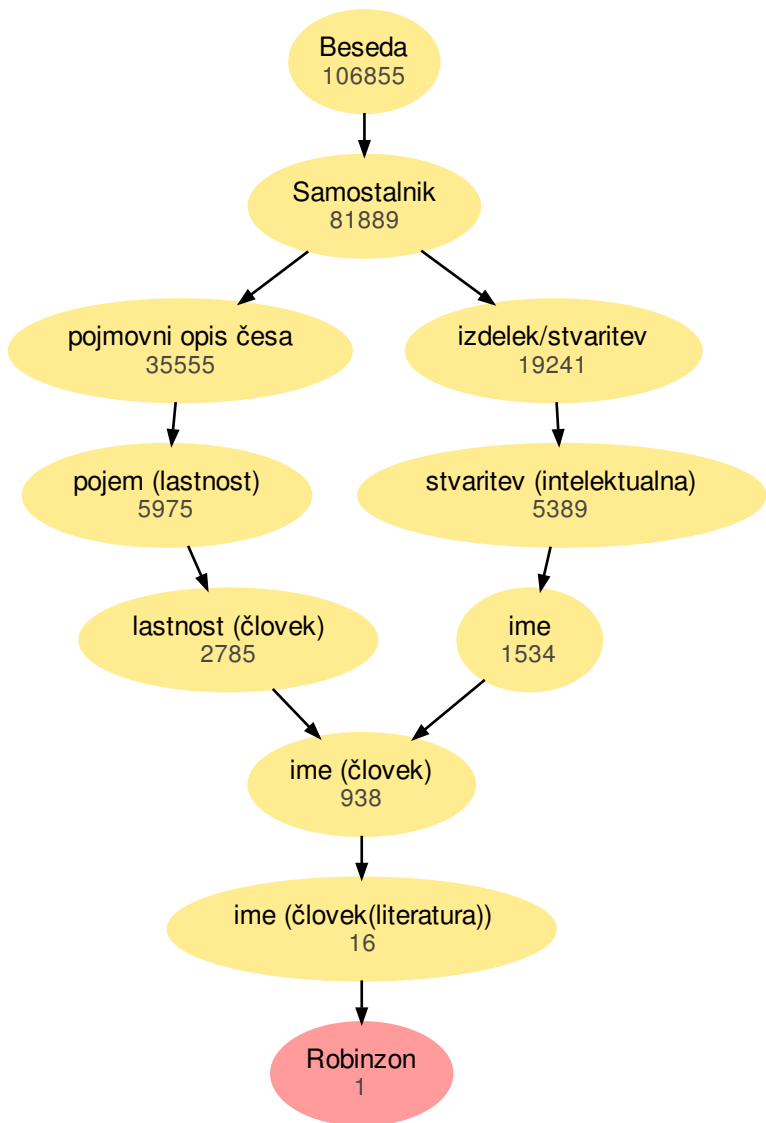 Beseda
106855
Samostalnik
81889
pojmovni opis česa
35555
izdelek/stvaritev
19241
pojem (lastnost)
5975
stvaritev (intelektualna)
5389
lastnost (človek)
2785
ime
1534
ime (človek)
938
ime (človek(literatura))
16
Robinzon
1